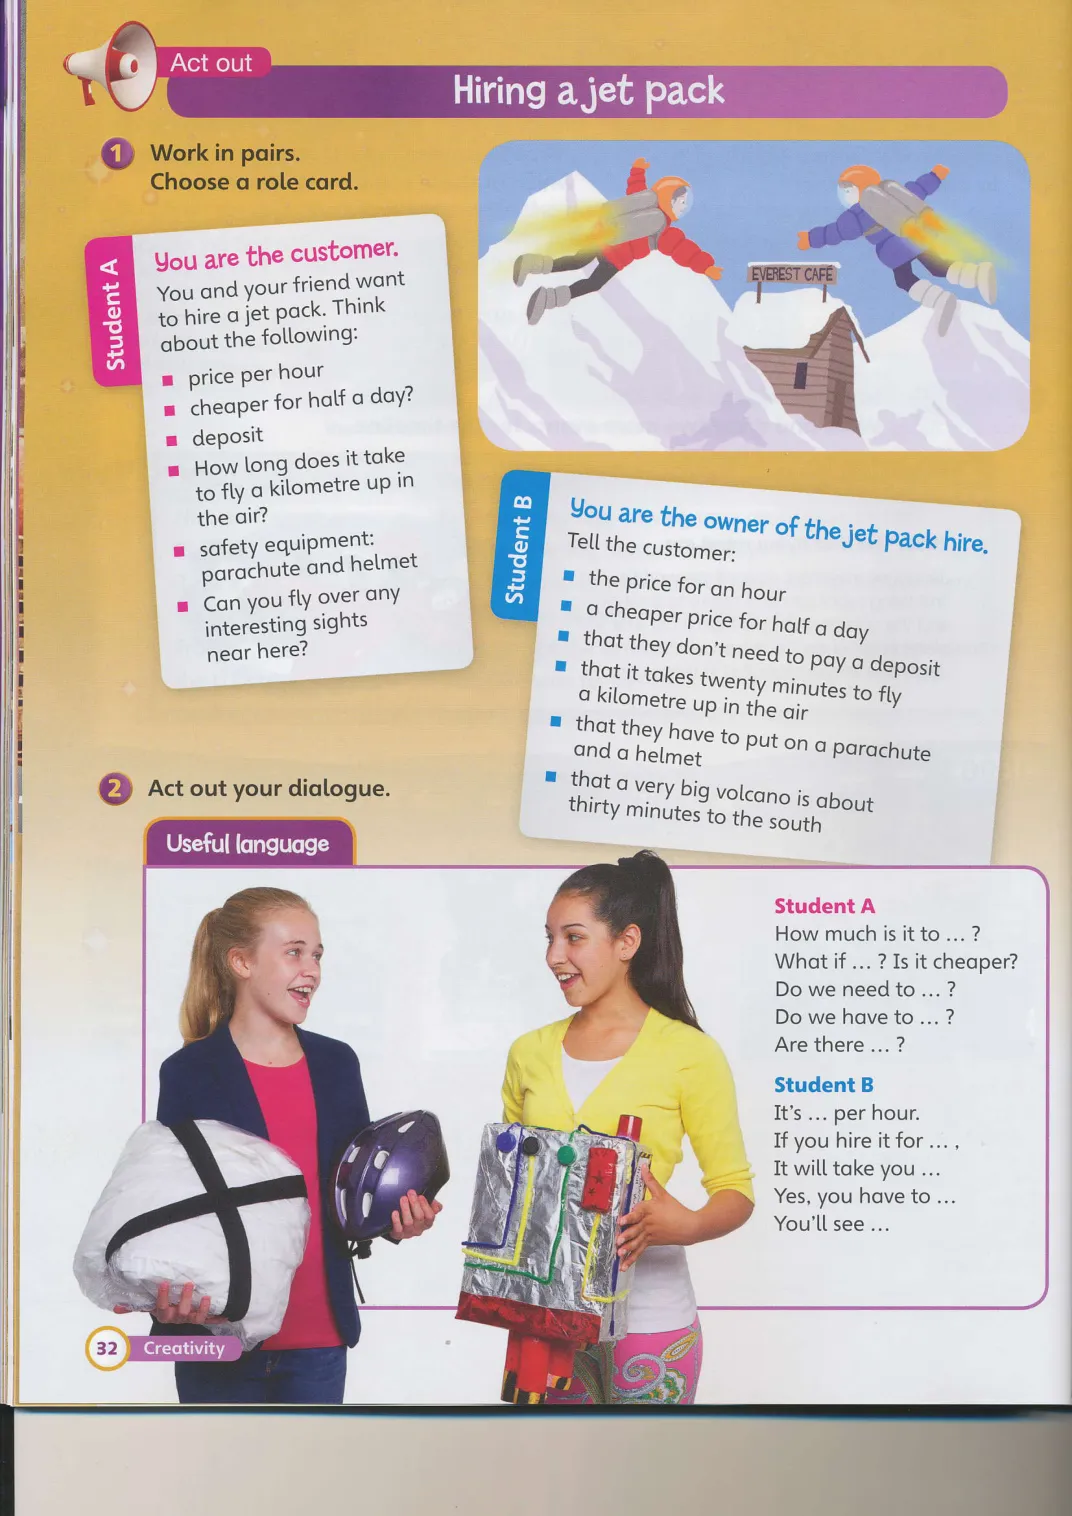 Act out
Hiring a jet pack
1 Work in pairs.
Choose a role card.
EVEREST CAFÉ
Student A
You are the customer.
You and your friend want
to hire a jet pack. Think
about the following:
■ price per hour
■ cheaper for half a day?
■ deposit
■ How long does it take
to fly a kilometre up in
the air?
■ safety equipment:
parachute and helmet
■ Can you fly over any
interesting sights
near here?
Student B
You are the owner of the jet pack hire.
Tell the customer:
■ the price for an hour
■ a cheaper price for half a day
■ that they don't need to pay a deposit
■ that it takes twenty minutes to fly
a kilometre up in the air
■ that they have to put on a parachute
and a helmet
■ that a very big volcano is about
thirty minutes to the south
2 Act out your dialogue.
Useful language
Student A
How much is it to ... ?
What if ... ? Is it cheaper?
Do we need to ... ?
Do we have to ... ?
Are there ... ?
Student B
It's ... per hour.
If you hire it for ... ,
It will take you ...
Yes, you have to ...
You'll see ...
32 Creativity